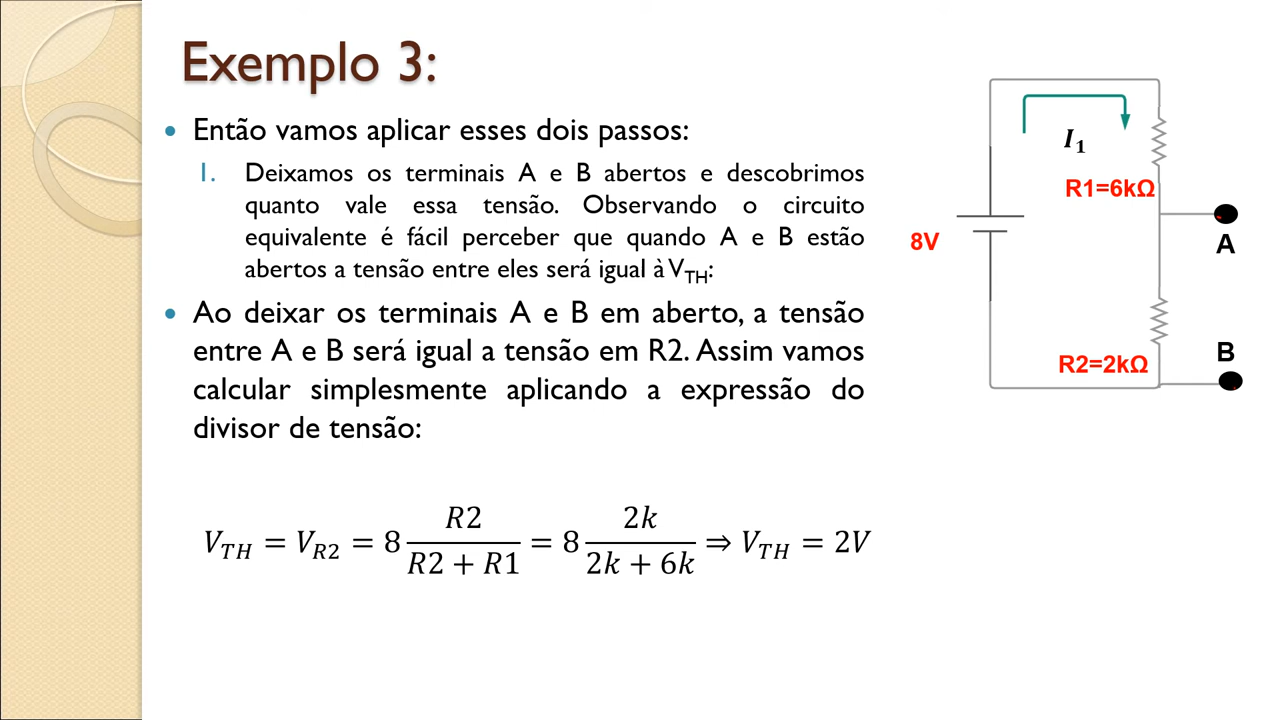 Exemplo 3:
• Então vamos aplicar esses dois passos:
1. Deixamos os terminais A e B abertos e descobrimos
quanto vale essa tensão. Observando o circuito
equivalente é fácil perceber que quando A e B estão
abertos a tensão entre eles será igual à V_TH:
• Ao deixar os terminais A e B em aberto, a tensão
entre A e B será igual a tensão em R2. Assim vamos
calcular simplesmente aplicando a expressão do
divisor de tensão:
V_TH = V_R2 = 8 R2/(R2 + R1) = 8 2k/(2k + 6k) ⇒ V_TH = 2V
I₁
R1=6kΩ
8V
A
B
R2=2kΩ